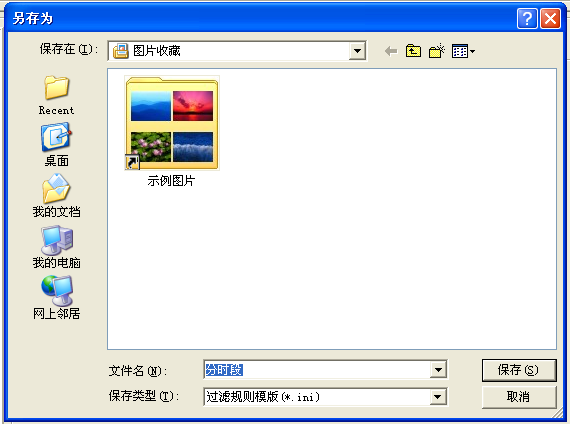 另存为
保存在(I):
图片收藏
Recent
桌面
我的文档
我的电脑
网上邻居
示例图片
文件名(N):
分时段
保存(S)
保存类型(T):
过滤规则模版(*.ini)
取消